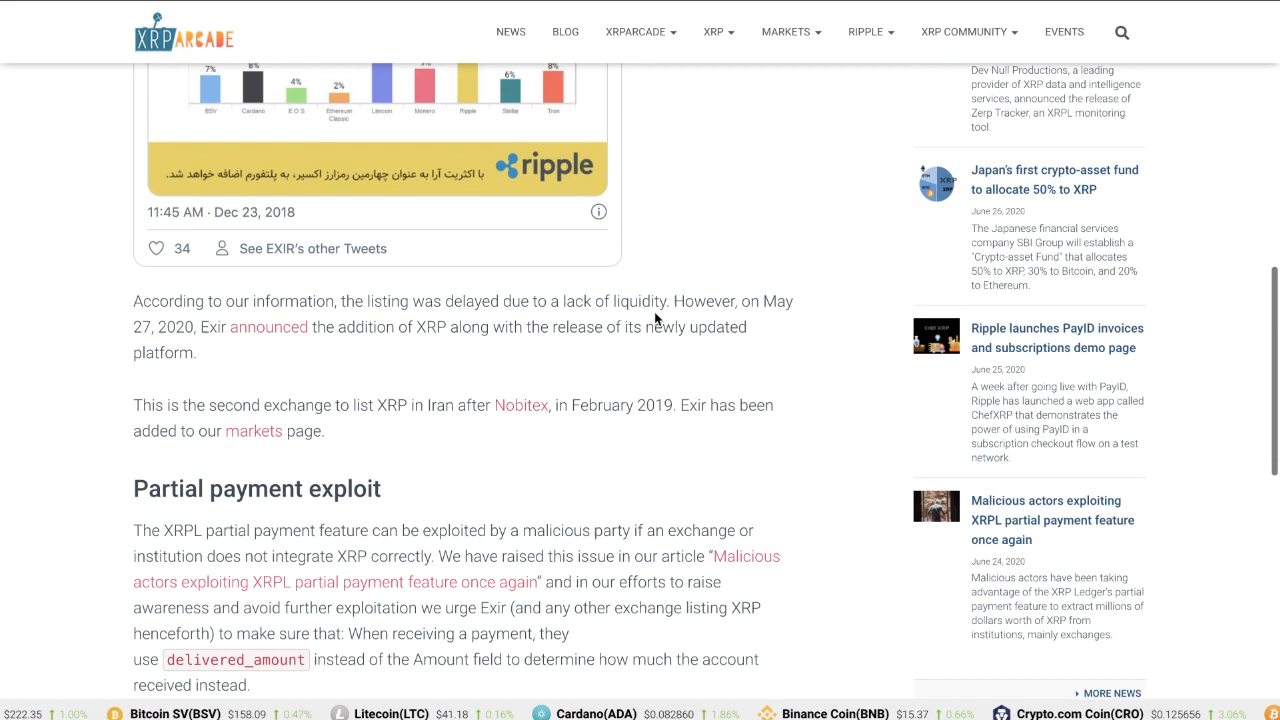 XRPARCADE
NEWS BLOG XRPARCADE XRP MARKETS RIPPLE XRP COMMUNITY EVENTS
7% 8% 4% 2% 6% 8%
BSV Cardano E.O.S Ethereum Classic Litecoin Monero Ripple Stellar Tron
با اکثریت آرا به عنوان چهارمین رمزارز اکسیر، به پلتفورم اضافه خواهد شد.
ripple
11:45 AM · Dec 23, 2018
34 See EXIR's other Tweets
According to our information, the listing was delayed due to a lack of liquidity. However, on May
27, 2020, Exir announced the addition of XRP along with the release of its newly updated
platform.
This is the second exchange to list XRP in Iran after Nobitex, in February 2019. Exir has been
added to our markets page.
Partial payment exploit
The XRPL partial payment feature can be exploited by a malicious party if an exchange or
institution does not integrate XRP correctly. We have raised this issue in our article “Malicious
actors exploiting XRPL partial payment feature once again” and in our efforts to raise
awareness and avoid further exploitation we urge Exir (and any other exchange listing XRP
henceforth) to make sure that: When receiving a payment, they
use delivered_amount instead of the Amount field to determine how much the account
received instead.
Dev Null Productions, a leading
provider of XRP data and intelligence
services, announced the release of
Zerp Tracker, an XRPL monitoring
tool.
Japan’s first crypto-asset fund
to allocate 50% to XRP
June 26, 2020
The Japanese financial services
company SBI Group will establish a
"Crypto-asset Fund" that allocates
50% to XRP, 30% to Bitcoin, and 20%
to Ethereum.
CHEF XRP
Ripple launches PayID invoices
and subscriptions demo page
June 25, 2020
A week after going live with PayID,
Ripple has launched a web app called
ChefXRP that demonstrates the
power of using PayID in a
subscription checkout flow on a test
network.
Malicious actors exploiting
XRPL partial payment feature
once again
June 24, 2020
Malicious actors have been taking
advantage of the XRP Ledger's partial
payment feature to extract millions of
dollars worth of XRP from
institutions, mainly exchanges.
MORE NEWS
$222.35 ↑ 1.00% Bitcoin SV(BSV) $158.09 ↑ 0.47% Litecoin(LTC) $41.18 ↑ 0.16% Cardano(ADA) $0.082860 ↑ 1.86% Binance Coin(BNB) $15.37 ↑ 0.66% Crypto.com Coin(CRO) $0.125656 ↑ 3.06%